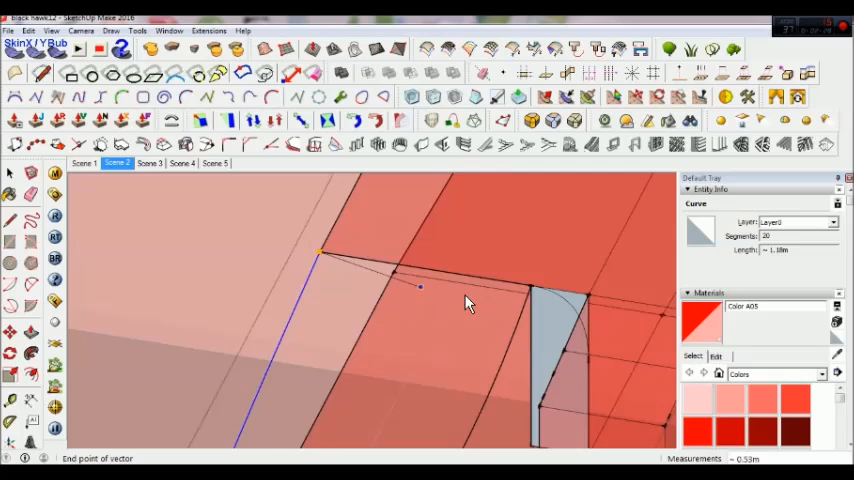 black hawk12 - SketchUp Make 2016
File Edit View Camera Draw Tools Window Extensions Help
SkinX / YBub
Scene 1 Scene 2 Scene 3 Scene 4 Scene 5
Default Tray
Entity Info
Curve
Layer: Layer0
Segments: 20
Length: ~ 1.18m
Materials
Color A05
Select Edit
Colors
M
R
RT
BR
End point of vector
Measurements ~ 0.53m